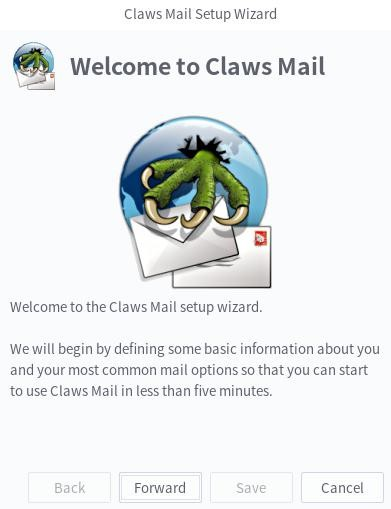 Claws Mail Setup Wizard
Welcome to Claws Mail
Welcome to the Claws Mail setup wizard.
We will begin by defining some basic information about you
and your most common mail options so that you can start
to use Claws Mail in less than five minutes.
Back Forward Save Cancel